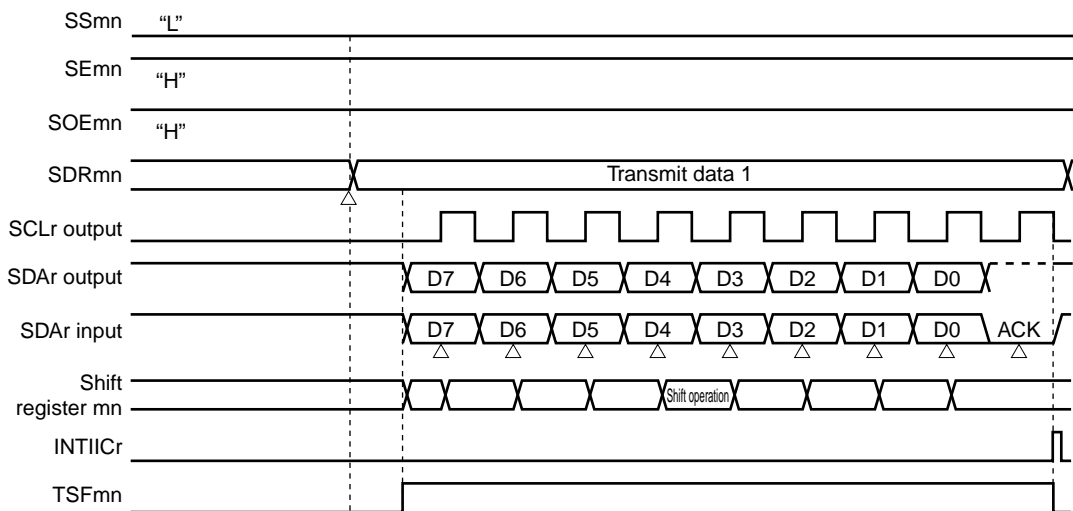 SSmn “L”
SEmn “H”
SOEmn “H”
SDRmn Transmit data 1
SCLr output
SDAr output D7 D6 D5 D4 D3 D2 D1 D0
SDAr input D7 D6 D5 D4 D3 D2 D1 D0 ACK
Shift
register mn Shift operation
INTIICr
TSFmn